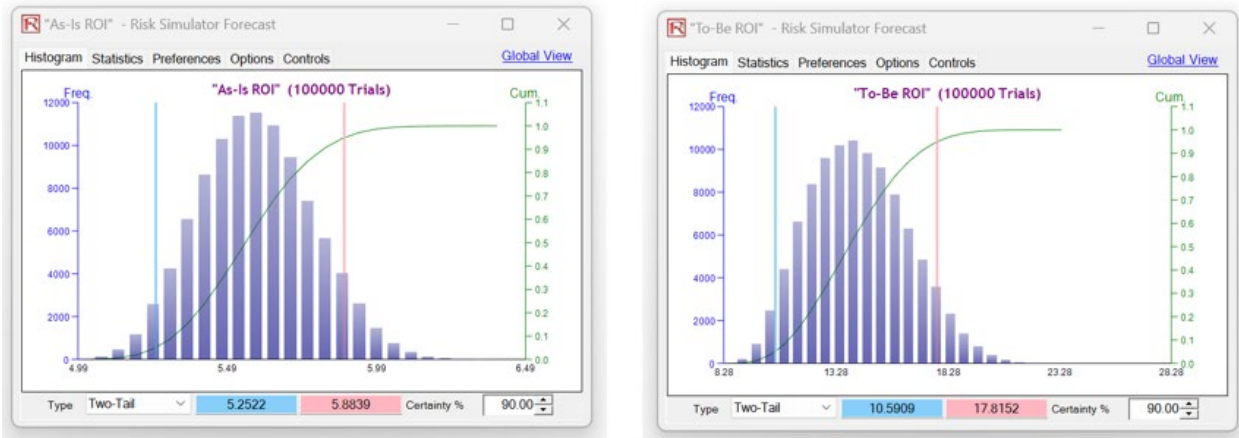 "As-Is ROI" - Risk Simulator Forecast
Histogram Statistics Preferences Options Controls Global View
"As-Is ROI" (100000 Trials)
Freq. Cum.
12000 1.1
1.0
10000 0.9
0.8
8000 0.7
6000 0.6
0.5
4000 0.4
0.3
2000 0.2
0.1
0 0.0
4.99 5.49 5.99 6.49
Type Two-Tail 5.2522 5.8839 Certainty % 90.00
"To-Be ROI" - Risk Simulator Forecast
Histogram Statistics Preferences Options Controls Global View
"To-Be ROI" (100000 Trials)
Freq. Cum.
12000 1.1
1.0
10000 0.9
0.8
8000 0.7
6000 0.6
0.5
4000 0.4
0.3
2000 0.2
0.1
0 0.0
8.28 13.28 18.28 23.28 28.28
Type Two-Tail 10.5909 17.8152 Certainty % 90.00